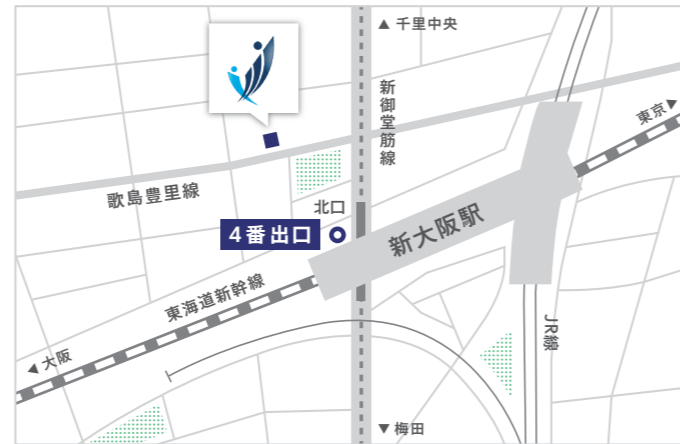 ▲ 千里中央
新御堂筋線
東京▶
歌島豊里線
北口
4番出口
新大阪駅
東海道新幹線
JR線
◀ 大阪
▼ 梅田